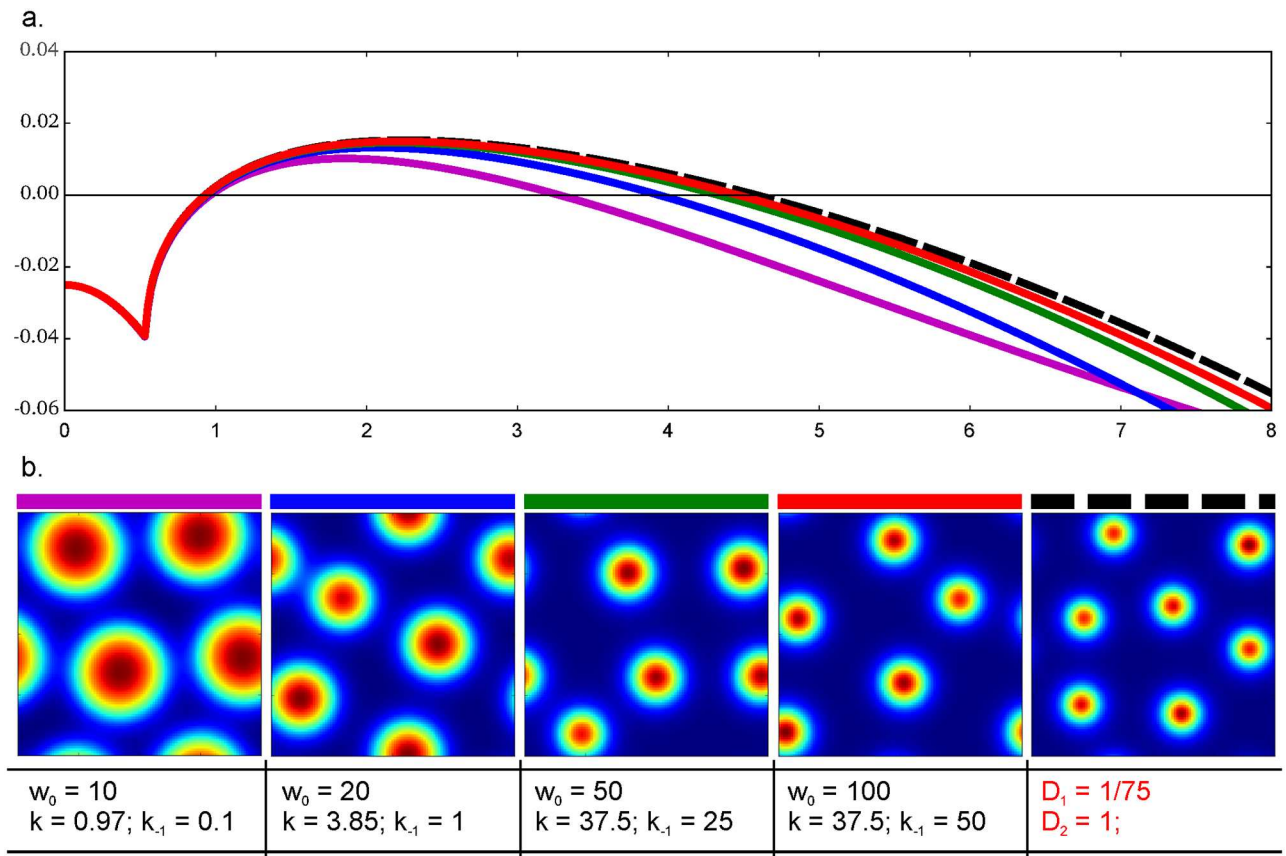 a.
0.04
0.02
0.00
-0.02
-0.04
-0.06
0 1 2 3 4 5 6 7 8
b.
w₀ = 10
k = 0.97; k₋₁ = 0.1
w₀ = 20
k = 3.85; k₋₁ = 1
w₀ = 50
k = 37.5; k₋₁ = 25
w₀ = 100
k = 37.5; k₋₁ = 50
D₁ = 1/75
D₂ = 1;